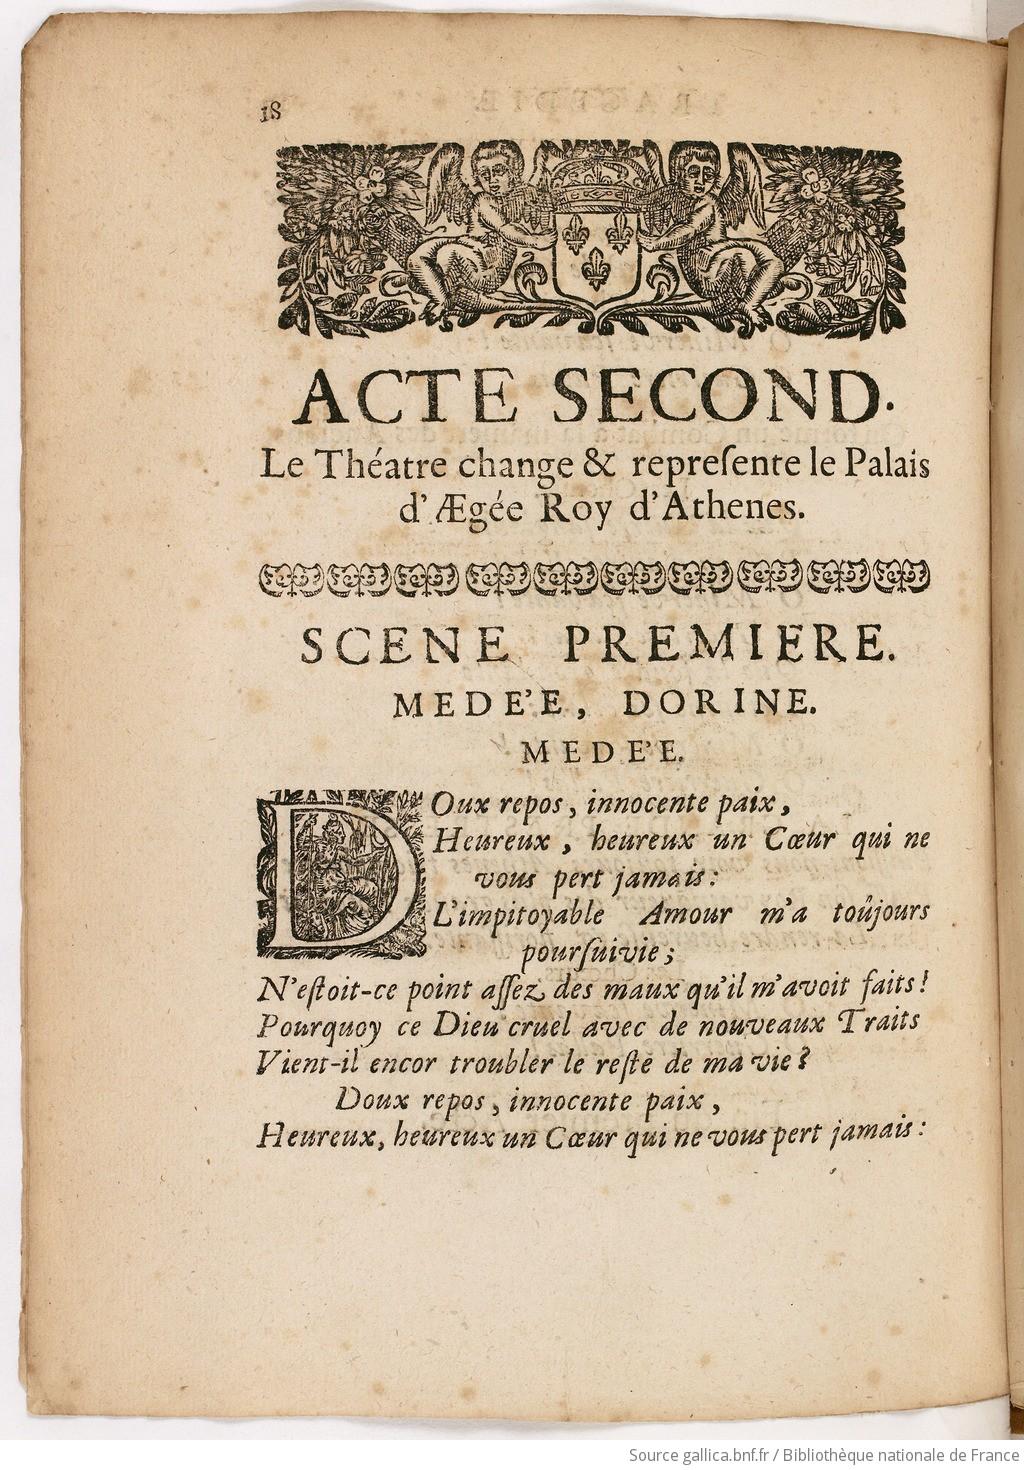 18
ACTE SECOND.
Le Théatre change & repreſente le Palais
d'Ægée Roy d'Athenes.
SCENE PREMIERE.
MEDE'E, DORINE.
MEDE'E.
DOux repos, innocente paix,
Heureux, heureux un Cœur qui ne
vous pert jamais:
L'impitoyable Amour m'a toûjours
pourſuivie;
N'eſtoit-ce point aſſez des maux qu'il m'avoit faits!
Pourquoy ce Dieu cruel avec de nouveaux Traits
Vient-il encor troubler le reſte de ma vie?
Doux repos, innocente paix,
Heureux, heureux un Cœur qui ne vous pert jamais:
Source gallica.bnf.fr / Bibliothèque nationale de France